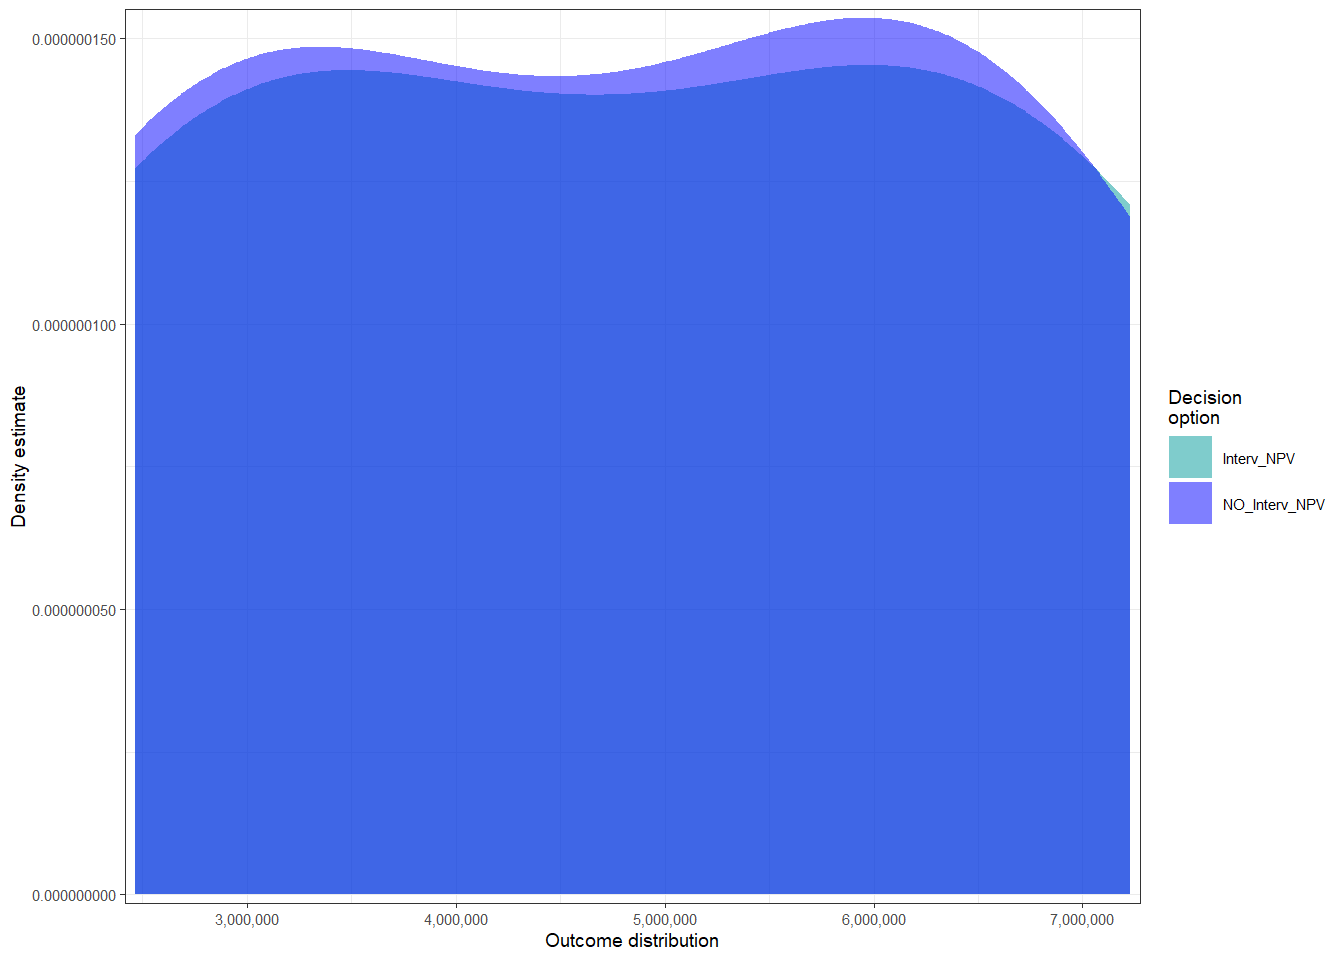 0.000000150
0.000000100
0.000000050
0.000000000
Density estimate
3,000,000
4,000,000
5,000,000
6,000,000
7,000,000
Outcome distribution
Decision
option
Interv_NPV
NO_Interv_NPV